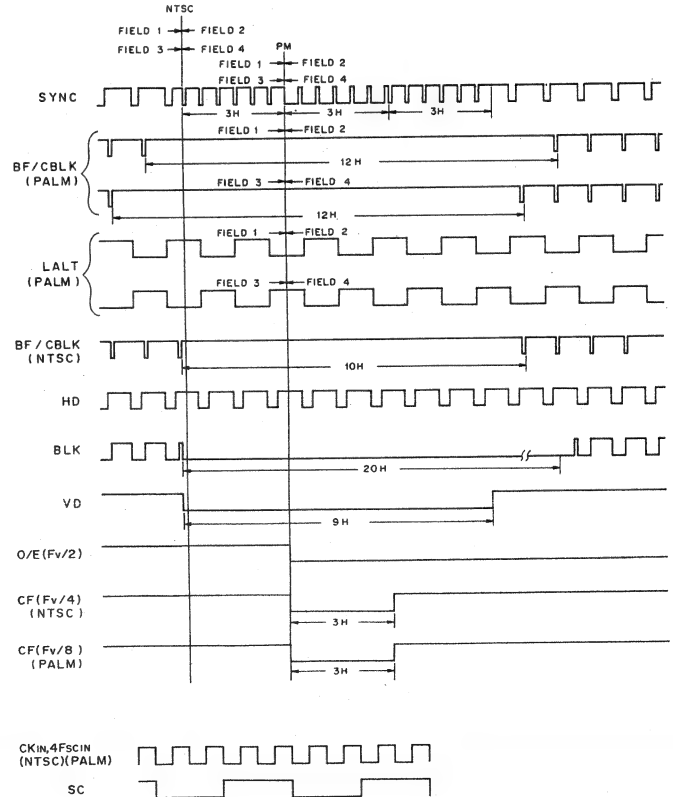 NTSC
FIELD 1 FIELD 2
FIELD 3 FIELD 4
PM
FIELD 1 FIELD 2
FIELD 3 FIELD 4
SYNC
3H 3H 3H
FIELD 1 FIELD 2
BF/CBLK
(PALM)
12H
FIELD 3 FIELD 4
12H
FIELD 1 FIELD 2
LALT
(PALM)
FIELD 3 FIELD 4
BF/CBLK
(NTSC)
10H
HD
BLK
20H
VD
9H
O/E(Fv/2)
CF(Fv/4)
(NTSC)
3H
CF(Fv/8)
(PALM)
3H
CKIN,4FSCIN
(NTSC)(PALM)
SC